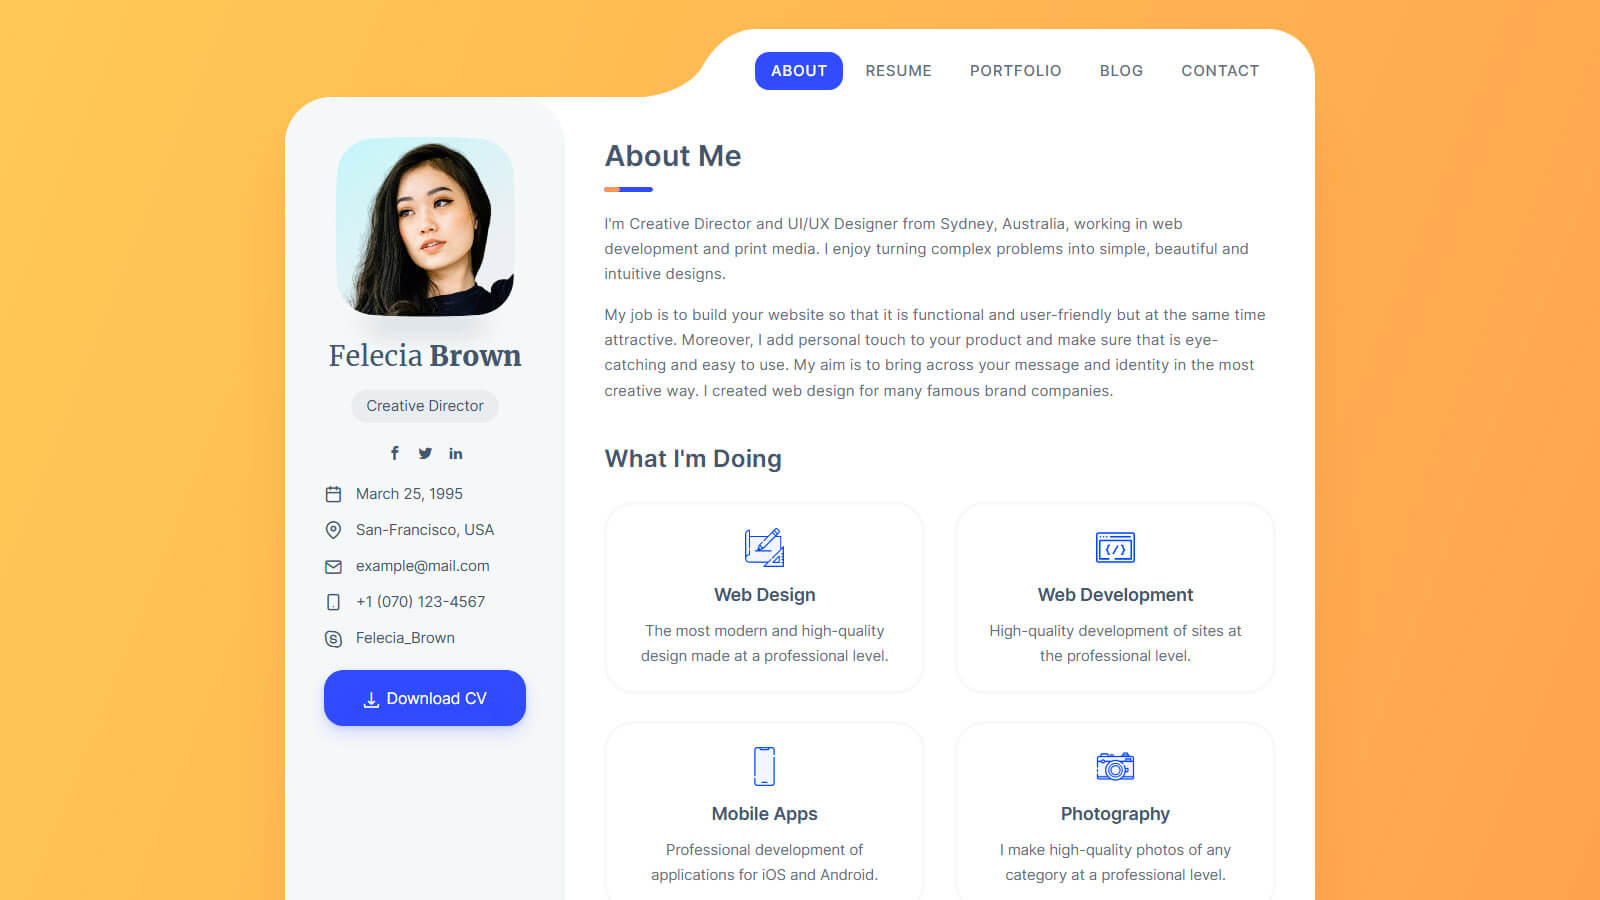 ABOUT RESUME PORTFOLIO BLOG CONTACT
Felecia Brown
Creative Director
March 25, 1995
San-Francisco, USA
example@mail.com
+1 (070) 123-4567
Felecia_Brown
Download CV
About Me
I'm Creative Director and UI/UX Designer from Sydney, Australia, working in web
development and print media. I enjoy turning complex problems into simple, beautiful and
intuitive designs.
My job is to build your website so that it is functional and user-friendly but at the same time
attractive. Moreover, I add personal touch to your product and make sure that is eye-
catching and easy to use. My aim is to bring across your message and identity in the most
creative way. I created web design for many famous brand companies.
What I'm Doing
Web Design
The most modern and high-quality
design made at a professional level.
Web Development
High-quality development of sites at
the professional level.
Mobile Apps
Professional development of
applications for iOS and Android.
Photography
I make high-quality photos of any
category at a professional level.